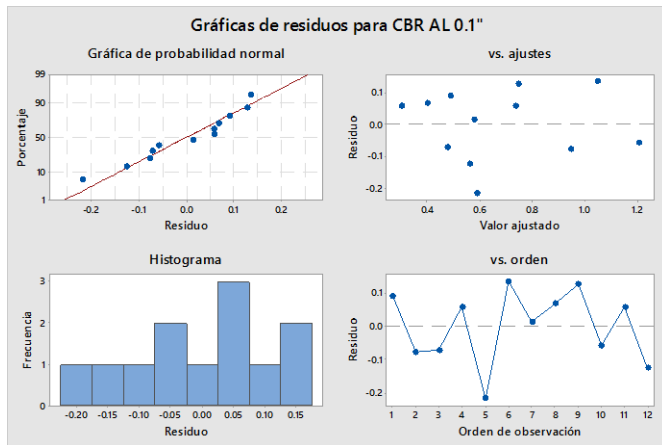 Gráficas de residuos para CBR AL 0.1"
Gráfica de probabilidad normal
99
90
50
10
1
Porcentaje
-0.2 -0.1 0.0 0.1 0.2
Residuo
vs. ajustes
0.1
0.0
-0.1
-0.2
Residuo
0.4 0.6 0.8 1.0 1.2
Valor ajustado
Histograma
3
2
1
0
Frecuencia
-0.20 -0.15 -0.10 -0.05 0.00 0.05 0.10 0.15
Residuo
vs. orden
0.1
0.0
-0.1
-0.2
Residuo
1 2 3 4 5 6 7 8 9 10 11 12
Orden de observación